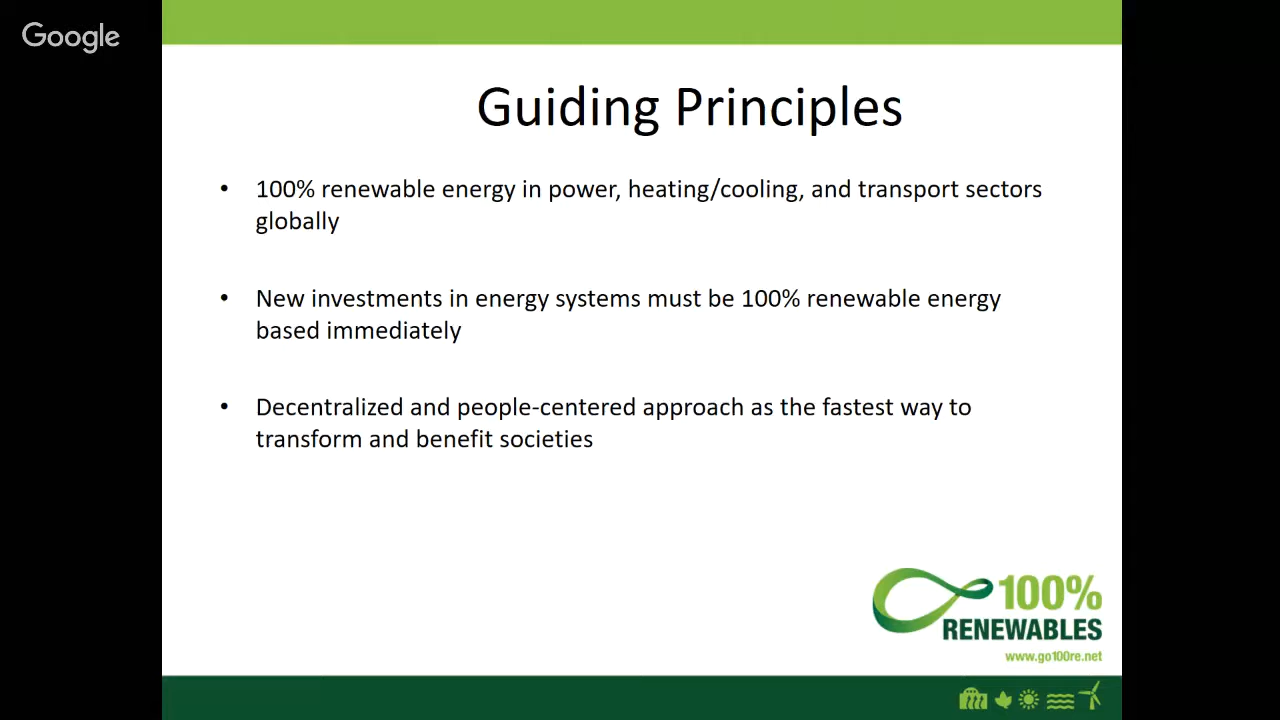 Google
Guiding Principles
• 100% renewable energy in power, heating/cooling, and transport sectors
globally
• New investments in energy systems must be 100% renewable energy
based immediately
• Decentralized and people-centered approach as the fastest way to
transform and benefit societies
100%
RENEWABLES
www.go100re.net